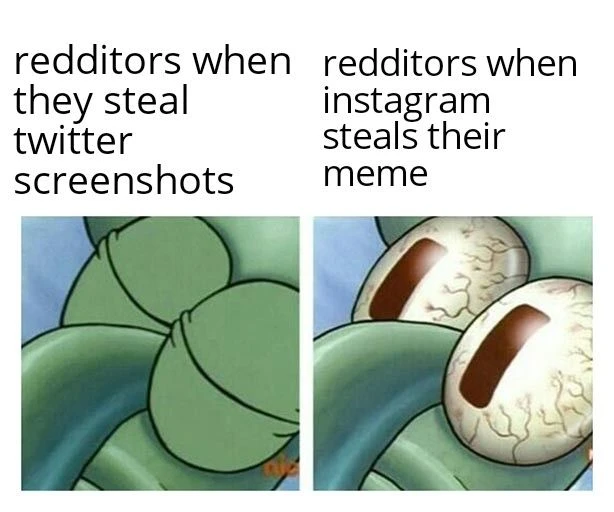 redditors when
they steal
twitter
screenshots
redditors when
instagram
steals their
meme